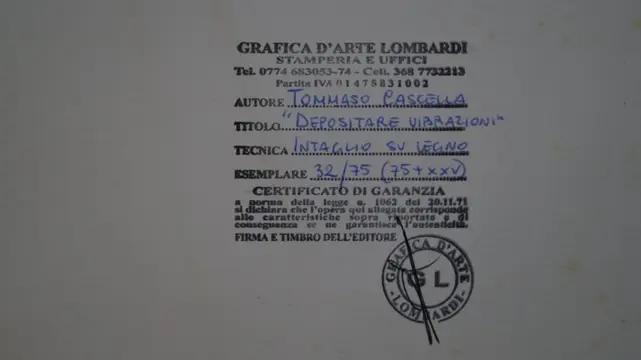 GRAFICA D'ARTE LOMBARDI
STAMPERIA E UFFICI
Tel. 0774 683053-74 - Cell. 368 7732213
Partita IVA 01475831002
AUTORE TOMMASO CASCELLA
TITOLO "DEPOSITARE VIBRAZIONI"
TECNICA INTAGLIO SU LEGNO
ESEMPLARE 32/75 (75+XXV)
CERTIFICATO DI GARANZIA
a norma della legge n. 1062 del 20.11.71
si dichiara che l'opera qui allegata corrisponde
alle caratteristiche sopra riportate e di
conseguenza se ne garantisce l'autenticità.
FIRMA E TIMBRO DELL'EDITORE
GRAFICA D'ARTE
GL
LOMBARDI